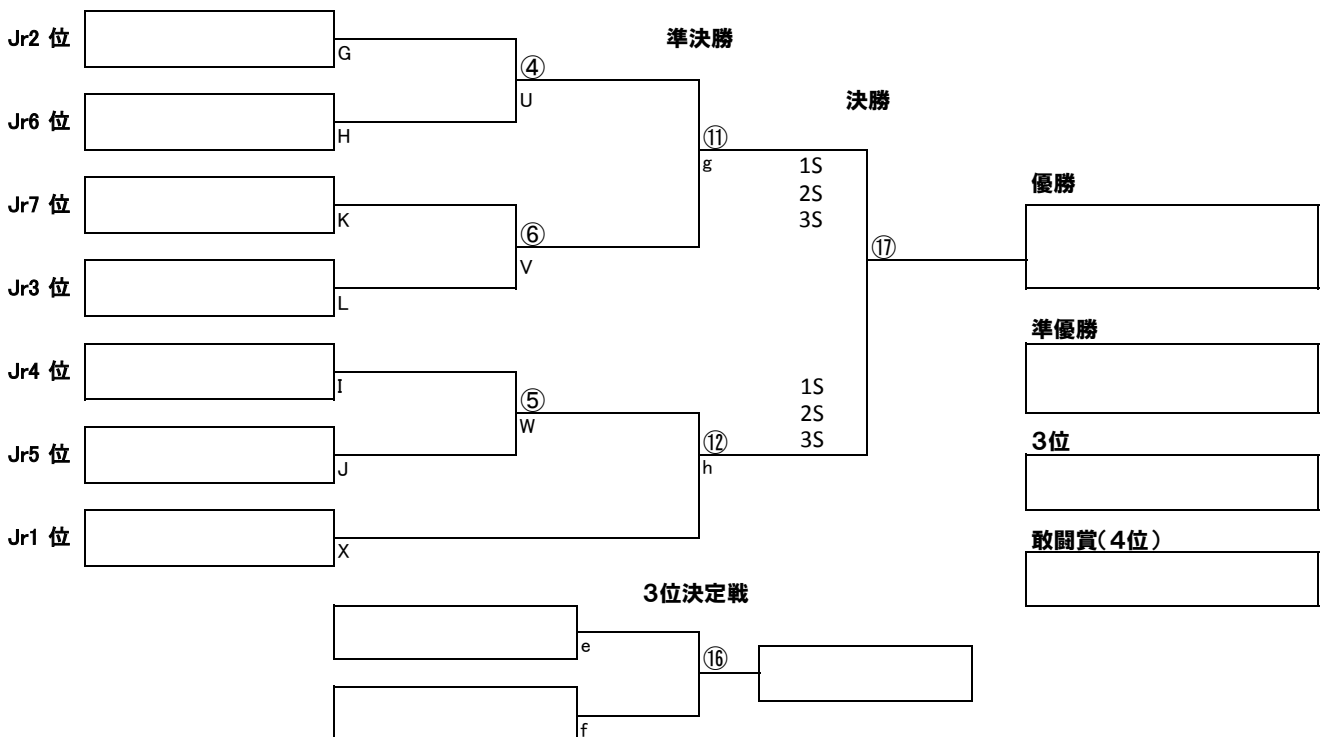 Jr2 位
G
準決勝
④
U
決勝
Jr6 位
H
⑪
g
1S
2S
3S
優勝
Jr7 位
K
⑥
V
⑰
Jr3 位
L
準優勝
Jr4 位
I
⑤
W
1S
2S
3S
Jr5 位
J
⑫
h
3位
Jr1 位
X
敢闘賞(4位)
3位決定戦
e
⑯
f